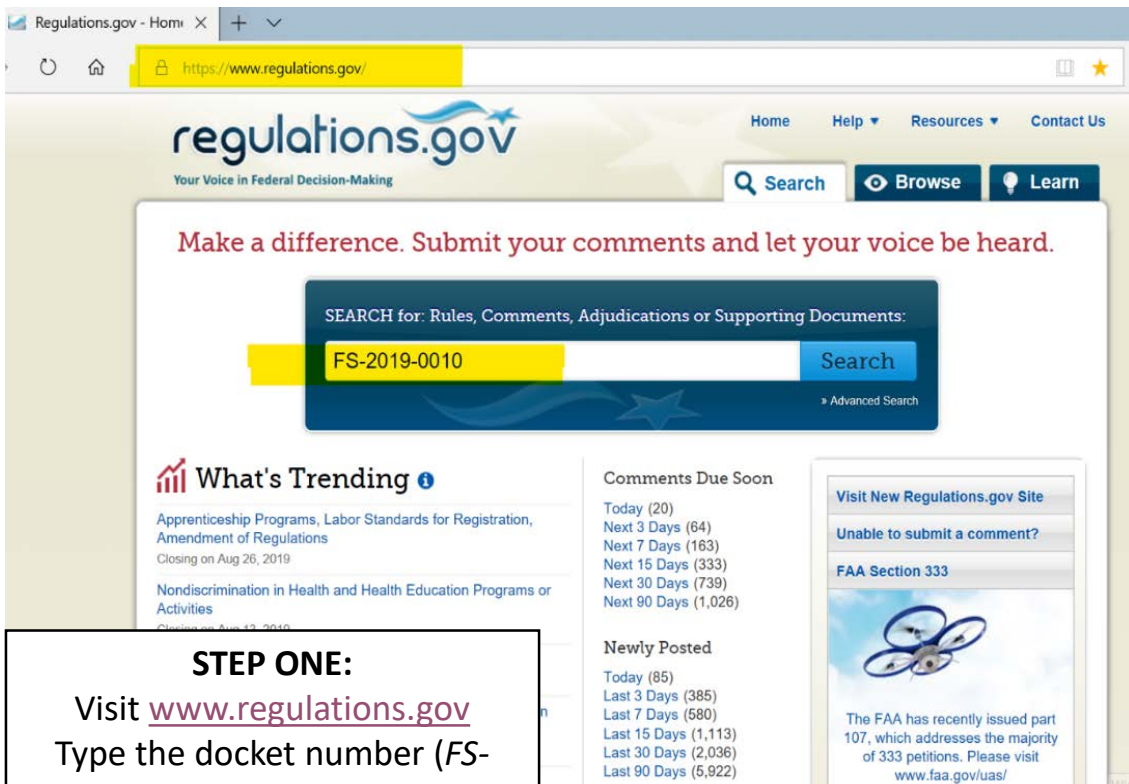 Regulations.gov - Hom
https://www.regulations.gov/
regulations.gov
Your Voice in Federal Decision-Making
Home Help Resources Contact Us
Search Browse Learn
Make a difference. Submit your comments and let your voice be heard.
SEARCH for: Rules, Comments, Adjudications or Supporting Documents:
FS-2019-0010
Search
» Advanced Search
What's Trending
Apprenticeship Programs, Labor Standards for Registration,
Amendment of Regulations
Closing on Aug 26, 2019
Nondiscrimination in Health and Health Education Programs or
Activities
Closing on Aug 13, 2019
Comments Due Soon
Today (20)
Next 3 Days (64)
Next 7 Days (163)
Next 15 Days (333)
Next 30 Days (739)
Next 90 Days (1,026)
Newly Posted
Today (85)
Last 3 Days (385)
Last 7 Days (580)
Last 15 Days (1,113)
Last 30 Days (2,036)
Last 90 Days (5,922)
Visit New Regulations.gov Site
Unable to submit a comment?
FAA Section 333
The FAA has recently issued part
107, which addresses the majority
of 333 petitions. Please visit
www.faa.gov/uas/
STEP ONE:
Visit www.regulations.gov
Type the docket number (FS-